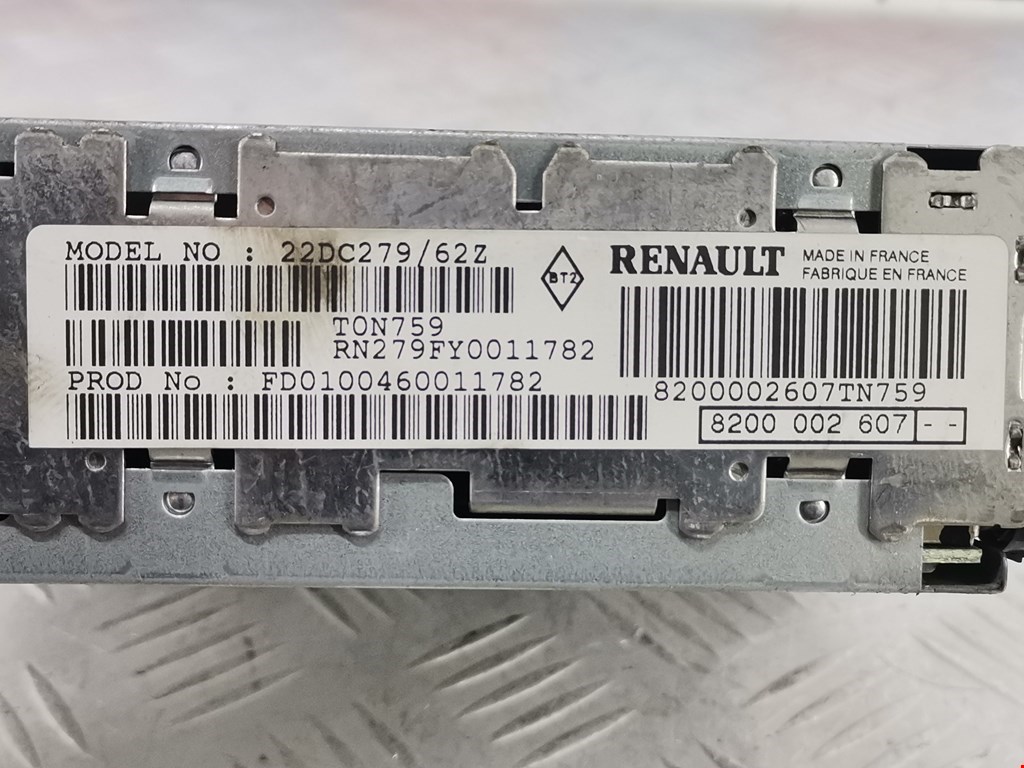 MODEL NO : 22DC279/62Z
TON759
RN279FY0011782
PROD No : FD0100460011782
BT2
RENAULT
MADE IN FRANCE
FABRIQUE EN FRANCE
8200002607TN759
8200 002 607 - -